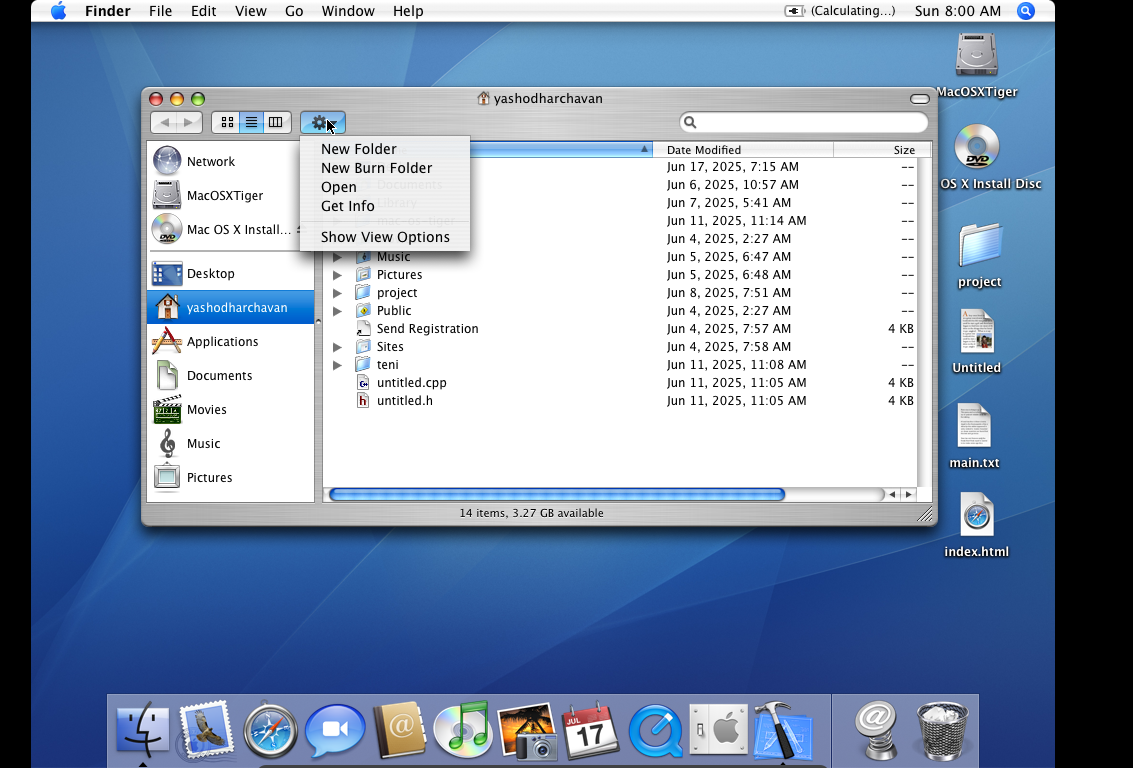 Finder File Edit View Go Window Help (Calculating...) Sun 8:00 AM
MacOSXTiger
yashodharchavan
Date Modified Size
New Folder
New Burn Folder
Open
Get Info
Show View Options
Network
MacOSXTiger
Mac OS X Install...
Desktop
yashodharchavan
Applications
Documents
Movies
Music
Pictures
Jun 17, 2025, 7:15 AM --
Documents Jun 6, 2025, 10:57 AM --
Library Jun 7, 2025, 5:41 AM --
Jun 11, 2025, 11:14 AM --
Jun 4, 2025, 2:27 AM --
Music Jun 5, 2025, 6:47 AM --
Pictures Jun 5, 2025, 6:48 AM --
project Jun 8, 2025, 7:51 AM --
Public Jun 4, 2025, 2:27 AM --
Send Registration Jun 4, 2025, 7:57 AM 4 KB
Sites Jun 4, 2025, 7:58 AM --
teni Jun 11, 2025, 11:08 AM --
untitled.cpp Jun 11, 2025, 11:05 AM 4 KB
untitled.h Jun 11, 2025, 11:05 AM 4 KB
14 items, 3.27 GB available
DVD
OS X Install Disc
project
Untitled
main.txt
index.html
JUL
17